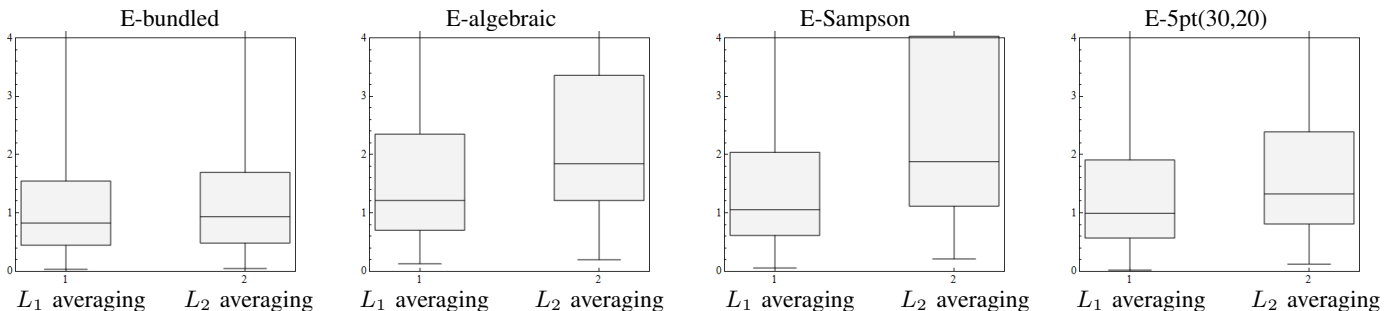 E-bundled E-algebraic E-Sampson E-5pt(30,20)
4 4 4 4
3 3 3 3
2 2 2 2
1 1 1 1
0 0 0 0
1 2 1 2 1 2 1 2
L₁ averaging L₂ averaging L₁ averaging L₂ averaging L₁ averaging L₂ averaging L₁ averaging L₂ averaging